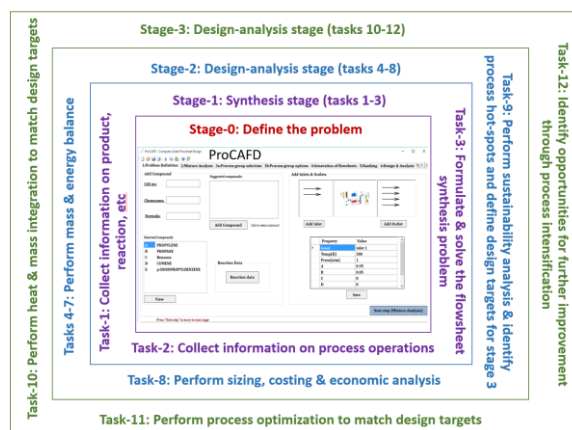 Stage-3: Design-analysis stage (tasks 10-12)
Stage-2: Design-analysis stage (tasks 4-8)
Stage-1: Synthesis stage (tasks 1-3)
Stage-0: Define the problem
ProCAFD
Add Compound
Suggested compounds
Add Inlets & Outlets
Formula:
Add Compound
Add Inlet
Add Outlet
Selected Compounds
A PROPYLENE
B PROPANE
C Benzene
D CUMENE
E p-DIISOPROPYLBENZENE
Reaction Data
Reaction data
Property Value
Temp(K)
View
Save
Next step (Mixture Analysis)
Task-1: Collect information on product,
reaction, etc
Task-2: Collect information on process operations
Task-3: Formulate & solve the flowsheet
synthesis problem
Tasks 4-7: Perform mass & energy balance
Task-8: Perform sizing, costing & economic analysis
Task-9: Perform sustainability analysis & identify
process hot-spots and define design targets for stage 3
Task-10: Perform heat & mass integration to match design targets
Task-11: Perform process optimization to match design targets
Task-12: Identify opportunities for further improvement
through process intensification